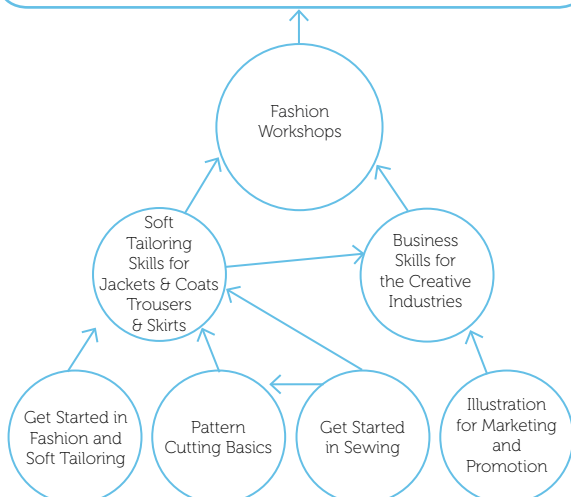 Fashion
Workshops
Soft
Tailoring
Skills for
Jackets & Coats
Trousers
& Skirts
Business
Skills for
the Creative
Industries
Get Started in
Fashion and
Soft Tailoring
Pattern
Cutting Basics
Get Started
in Sewing
Illustration
for Marketing
and
Promotion